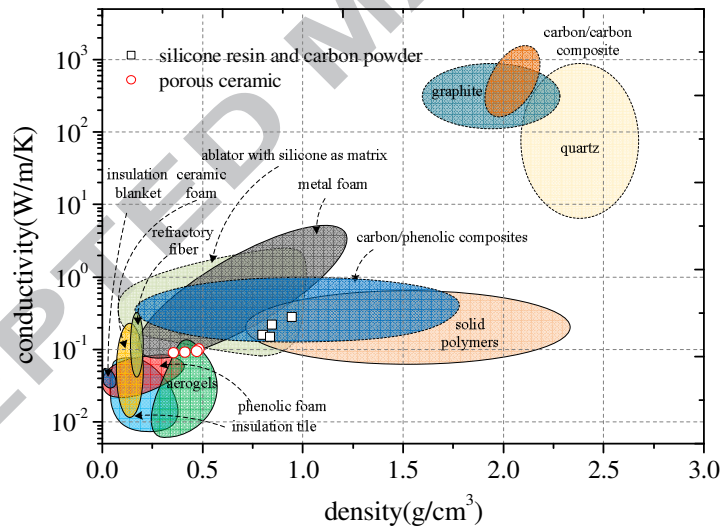 PTED M
carbon/carbon
composite
silicone resin and carbon powder
porous ceramic
graphite
quartz
ablator with silicone as matrix
insulation
blanket
ceramic
foam
metal foam
refractory
fiber
carbon/phenolic composites
solid
polymers
aerogels
phenolic foam
insulation tile
10³
10²
10¹
10⁰
10⁻¹
10⁻²
conductivity(W/m/K)
0.0 0.5 1.0 1.5 2.0 2.5 3.0
density(g/cm³)